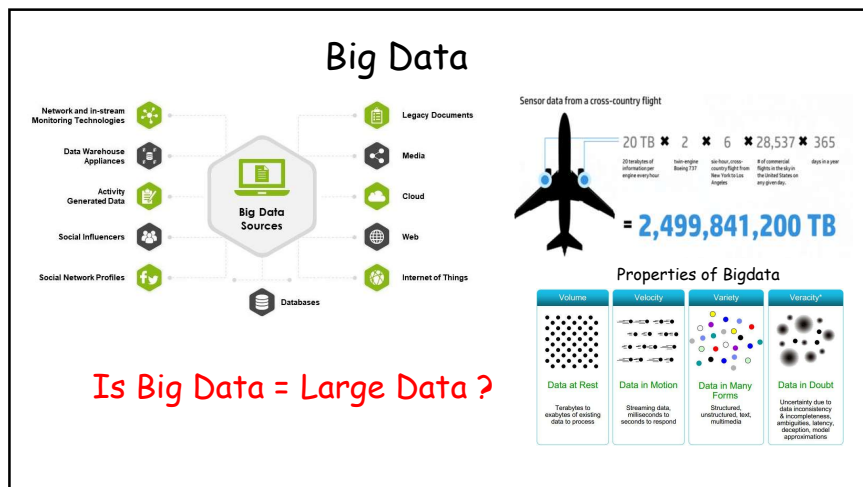 Big Data
Network and in-stream
Monitoring Technologies
Data Warehouse
Appliances
Activity
Generated Data
Social Influencers
Social Network Profiles
Big Data
Sources
Databases
Legacy Documents
Media
Cloud
Web
Internet of Things
Is Big Data = Large Data ?
Sensor data from a cross-country flight
20 TB × 2 × 6 × 28,537 × 365
20 terabytes of
information per
engine every hour
twin-engine
Boeing 737
six-hour, cross-
country flight from
New York to Los
Angeles
# of commercial
flights in the sky in
the United States on
any given day.
days in a year
= 2,499,841,200 TB
Properties of Bigdata
Volume
Data at Rest
Terabytes to
exabytes of existing
data to process
Velocity
Data in Motion
Streaming data,
milliseconds to
seconds to respond
Variety
Data in Many
Forms
Structured,
unstructured, text,
multimedia
Veracity*
Data in Doubt
Uncertainty due to
data inconsistency
& incompleteness,
ambiguities, latency,
deception, model
approximations